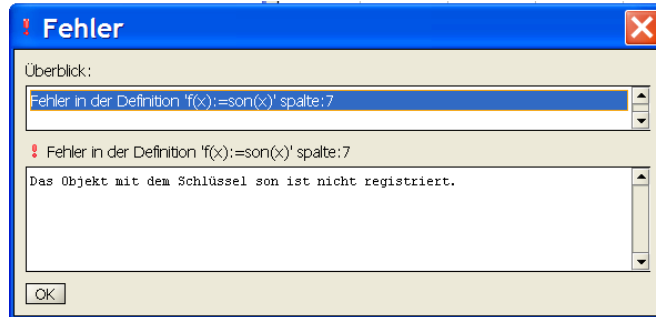 Fehler
Überblick:
Fehler in der Definition 'f(x):=son(x)' spalte:7
Fehler in der Definition 'f(x):=son(x)' spalte:7
Das Objekt mit dem Schlüssel son ist nicht registriert.
OK